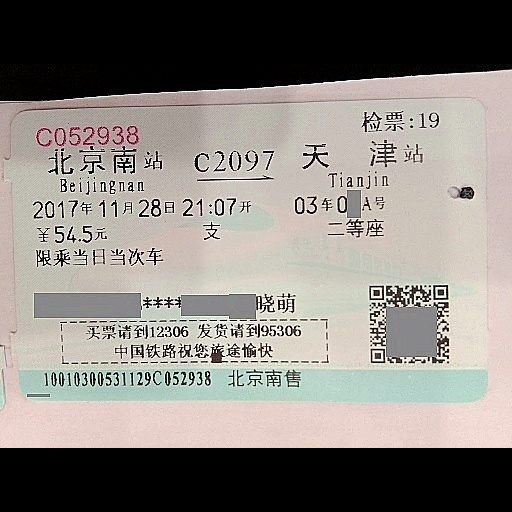 C052938
检票:19
北京南站 C2097 天津站
Beijingnan Tianjin
2017年11月28日21:07开 03车0 A号
￥54.5元 支 二等座
限乘当日当次车
**** 晓萌
买票请到12306 发货请到95306
中国铁路祝您旅途愉快
10010300531129C052938 北京南售